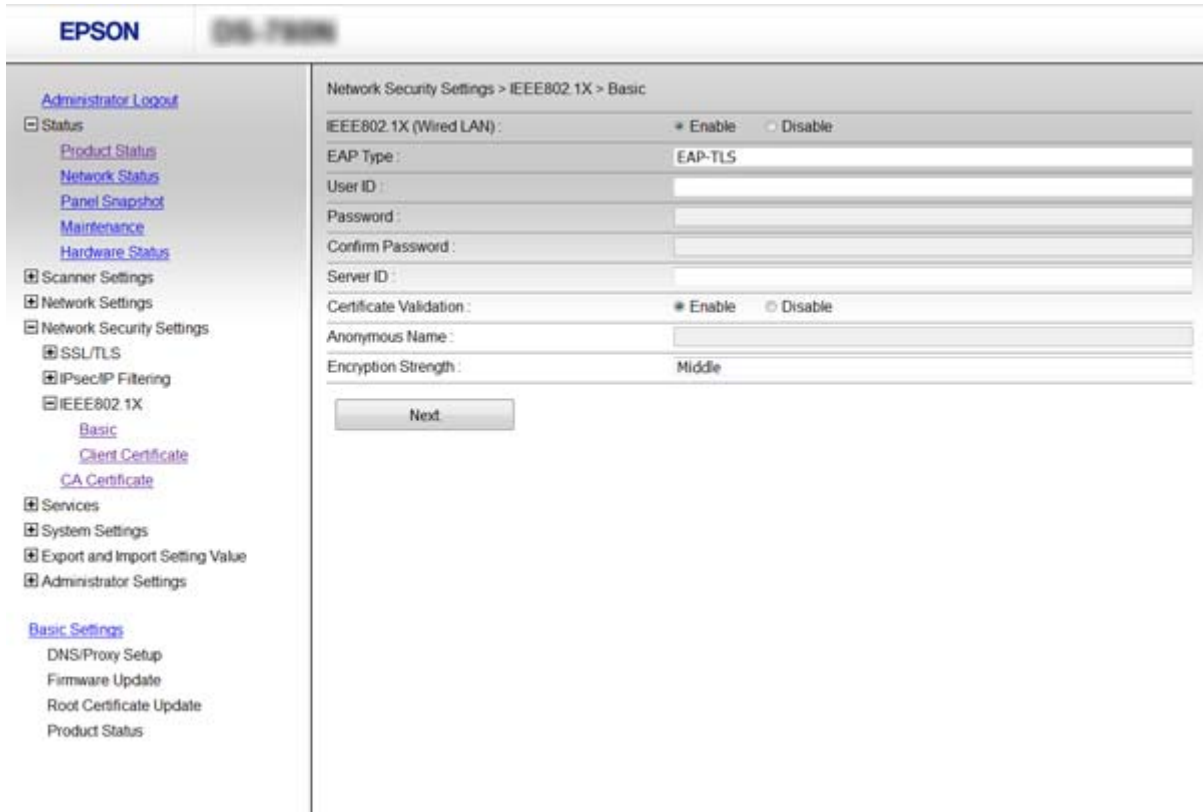 EPSON
Administrator Logout
Status
Product Status
Network Status
Panel Snapshot
Maintenance
Hardware Status
Scanner Settings
Network Settings
Network Security Settings
SSL/TLS
IPsec/IP Filtering
IEEE802.1X
Basic
Client Certificate
CA Certificate
Services
System Settings
Export and Import Setting Value
Administrator Settings
Basic Settings
DNS/Proxy Setup
Firmware Update
Root Certificate Update
Product Status
Network Security Settings > IEEE802.1X > Basic
IEEE802.1X (Wired LAN) : Enable Disable
EAP Type : EAP-TLS
User ID :
Password :
Confirm Password :
Server ID :
Certificate Validation : Enable Disable
Anonymous Name :
Encryption Strength : Middle
Next